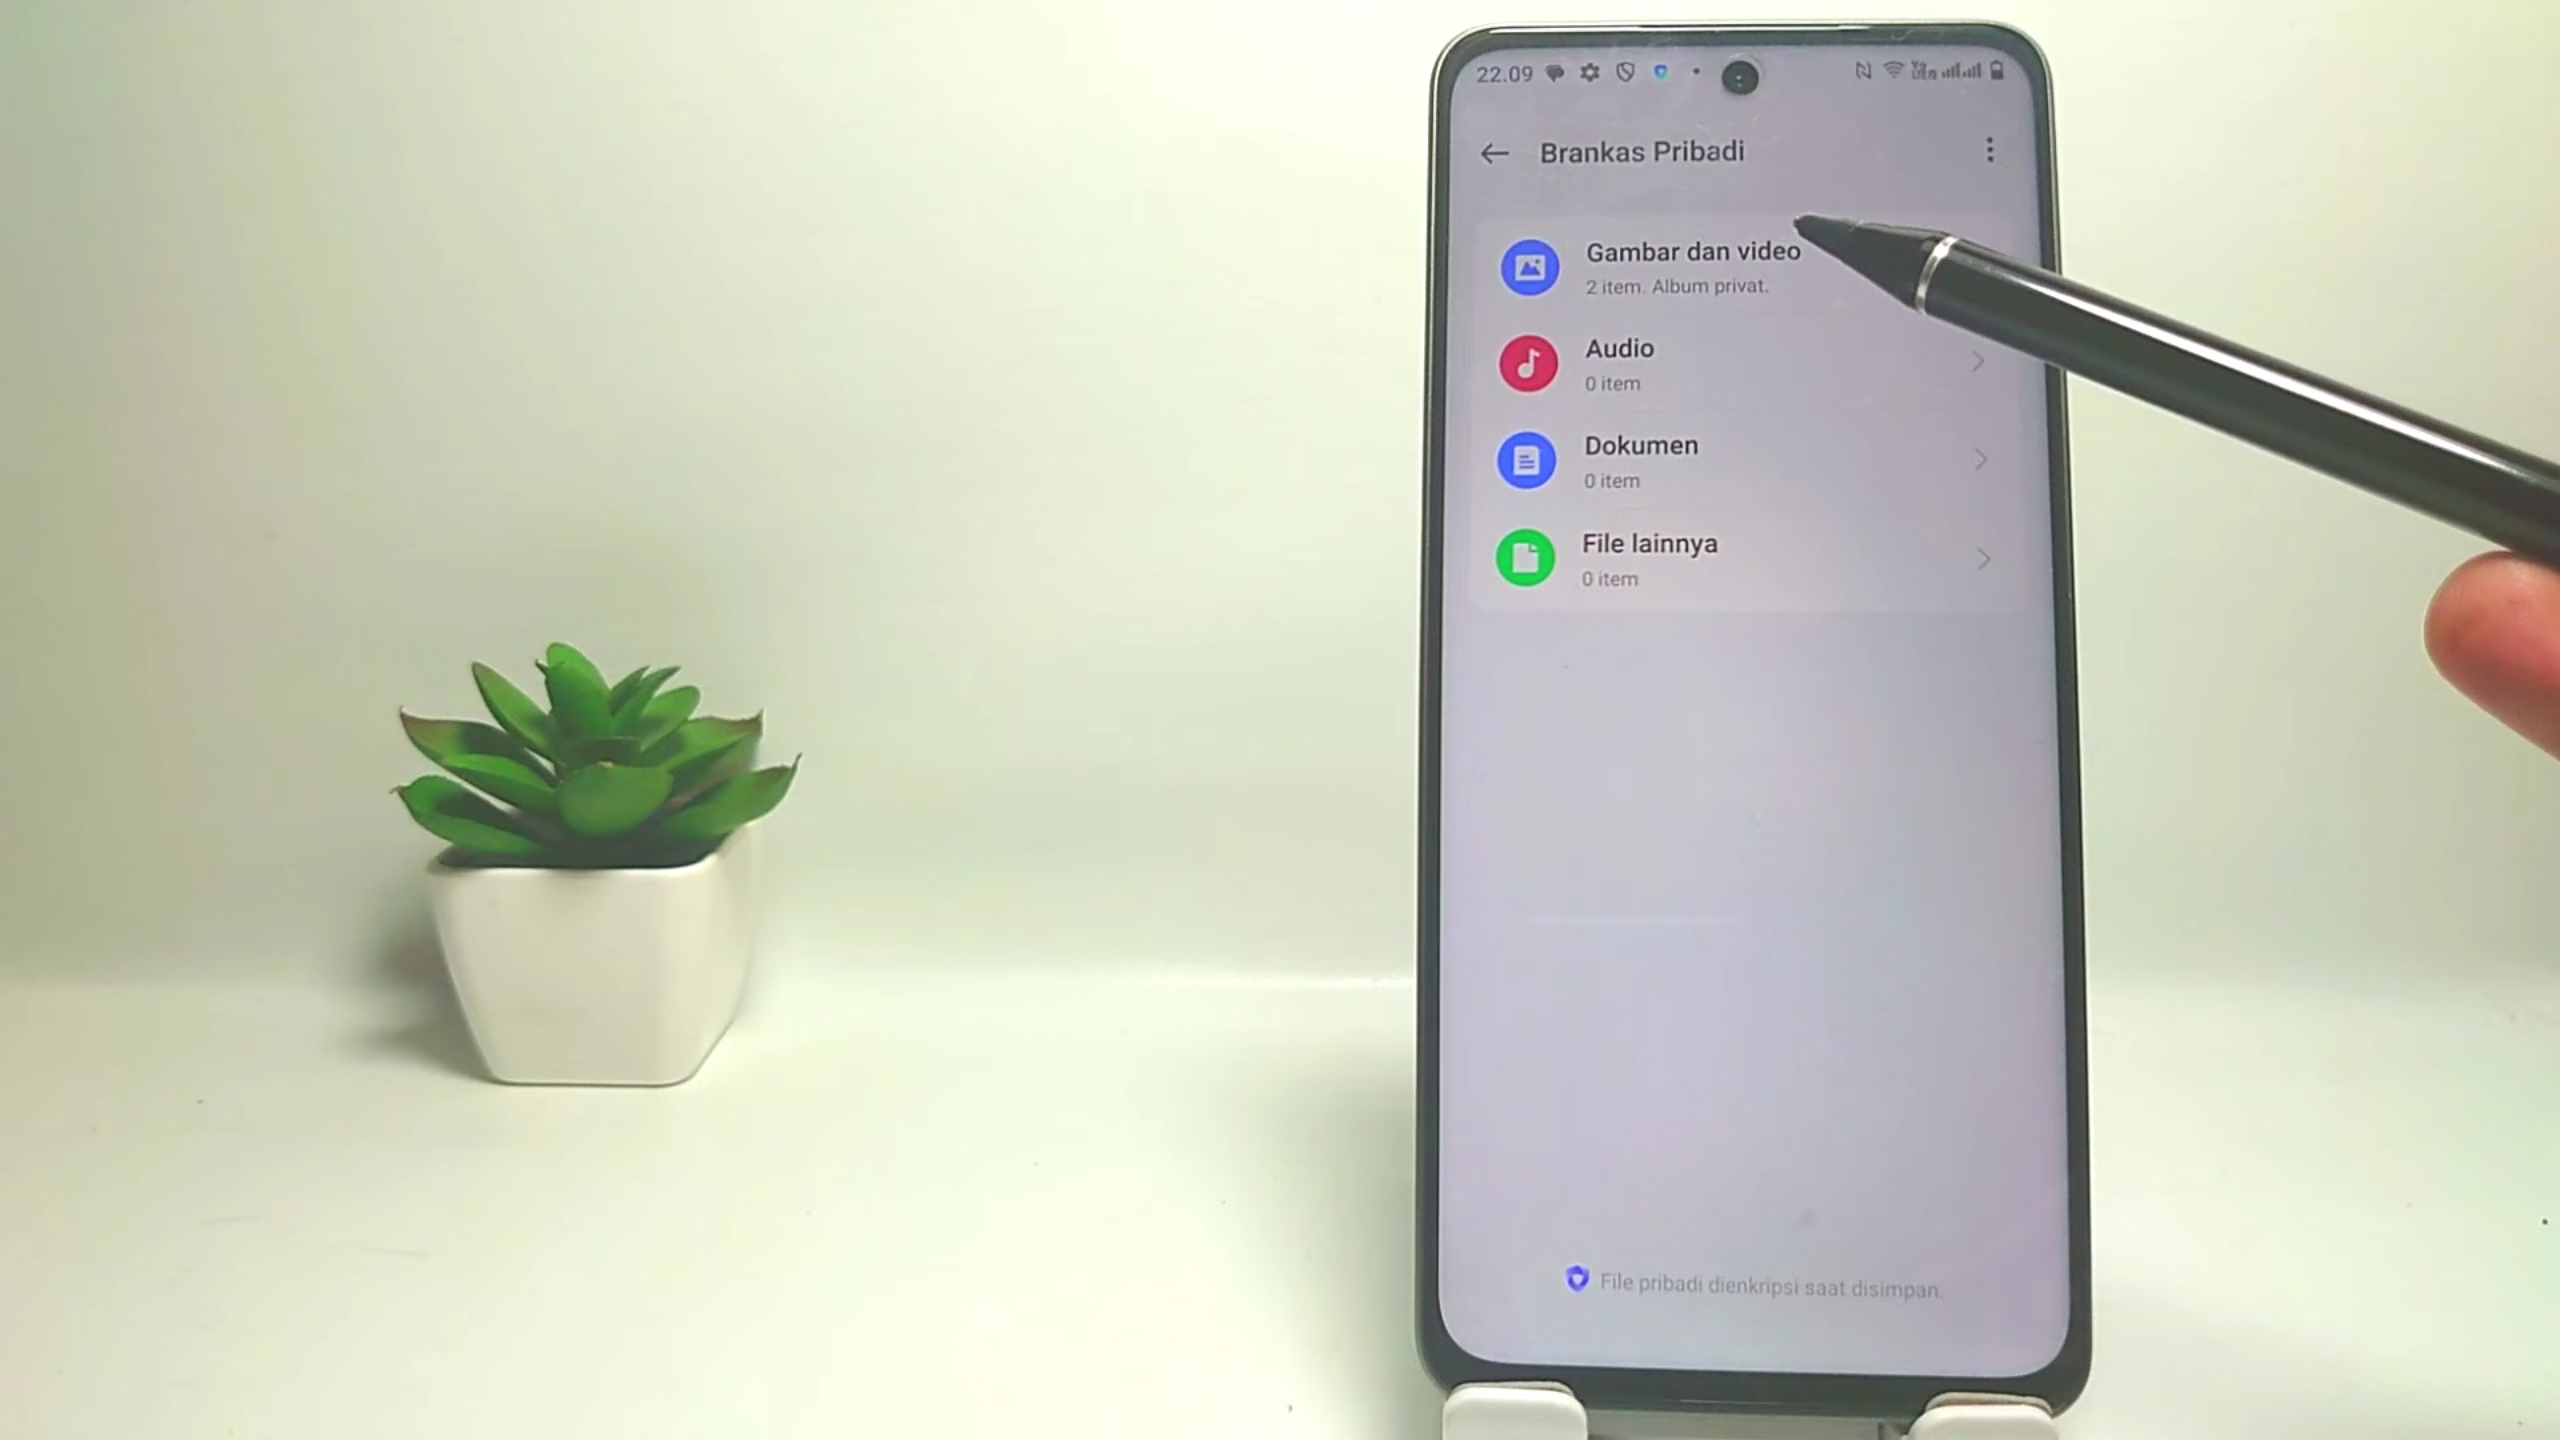 22.09
Brankas Pribadi
Gambar dan video
2 item. Album privat.
Audio
0 item
Dokumen
0 item
File lainnya
0 item
File pribadi dienkripsi saat disimpan.